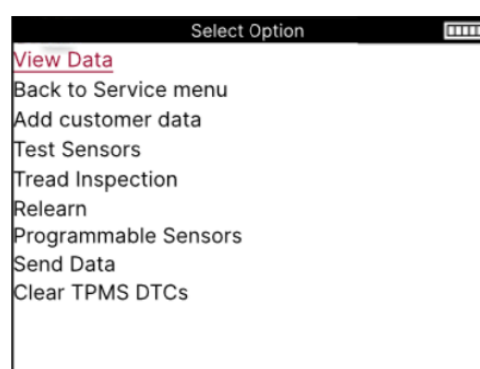 Select Option
View Data
Back to Service menu
Add customer data
Test Sensors
Tread Inspection
Relearn
Programmable Sensors
Send Data
Clear TPMS DTCs